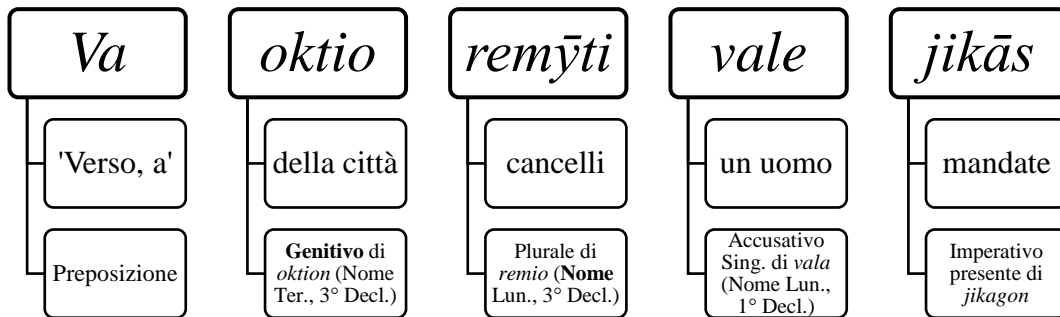 Va
'Verso, a'
Preposizione
oktio
della città
Genitivo di
oktion (Nome
Ter., 3° Decl.)
remȳti
cancelli
Plurale di
remio (Nome
Lun., 3° Decl.)
vale
un uomo
Accusativo
Sing. di vala
(Nome Lun.,
1° Decl.)
jikās
mandate
Imperativo
presente di
jikagon